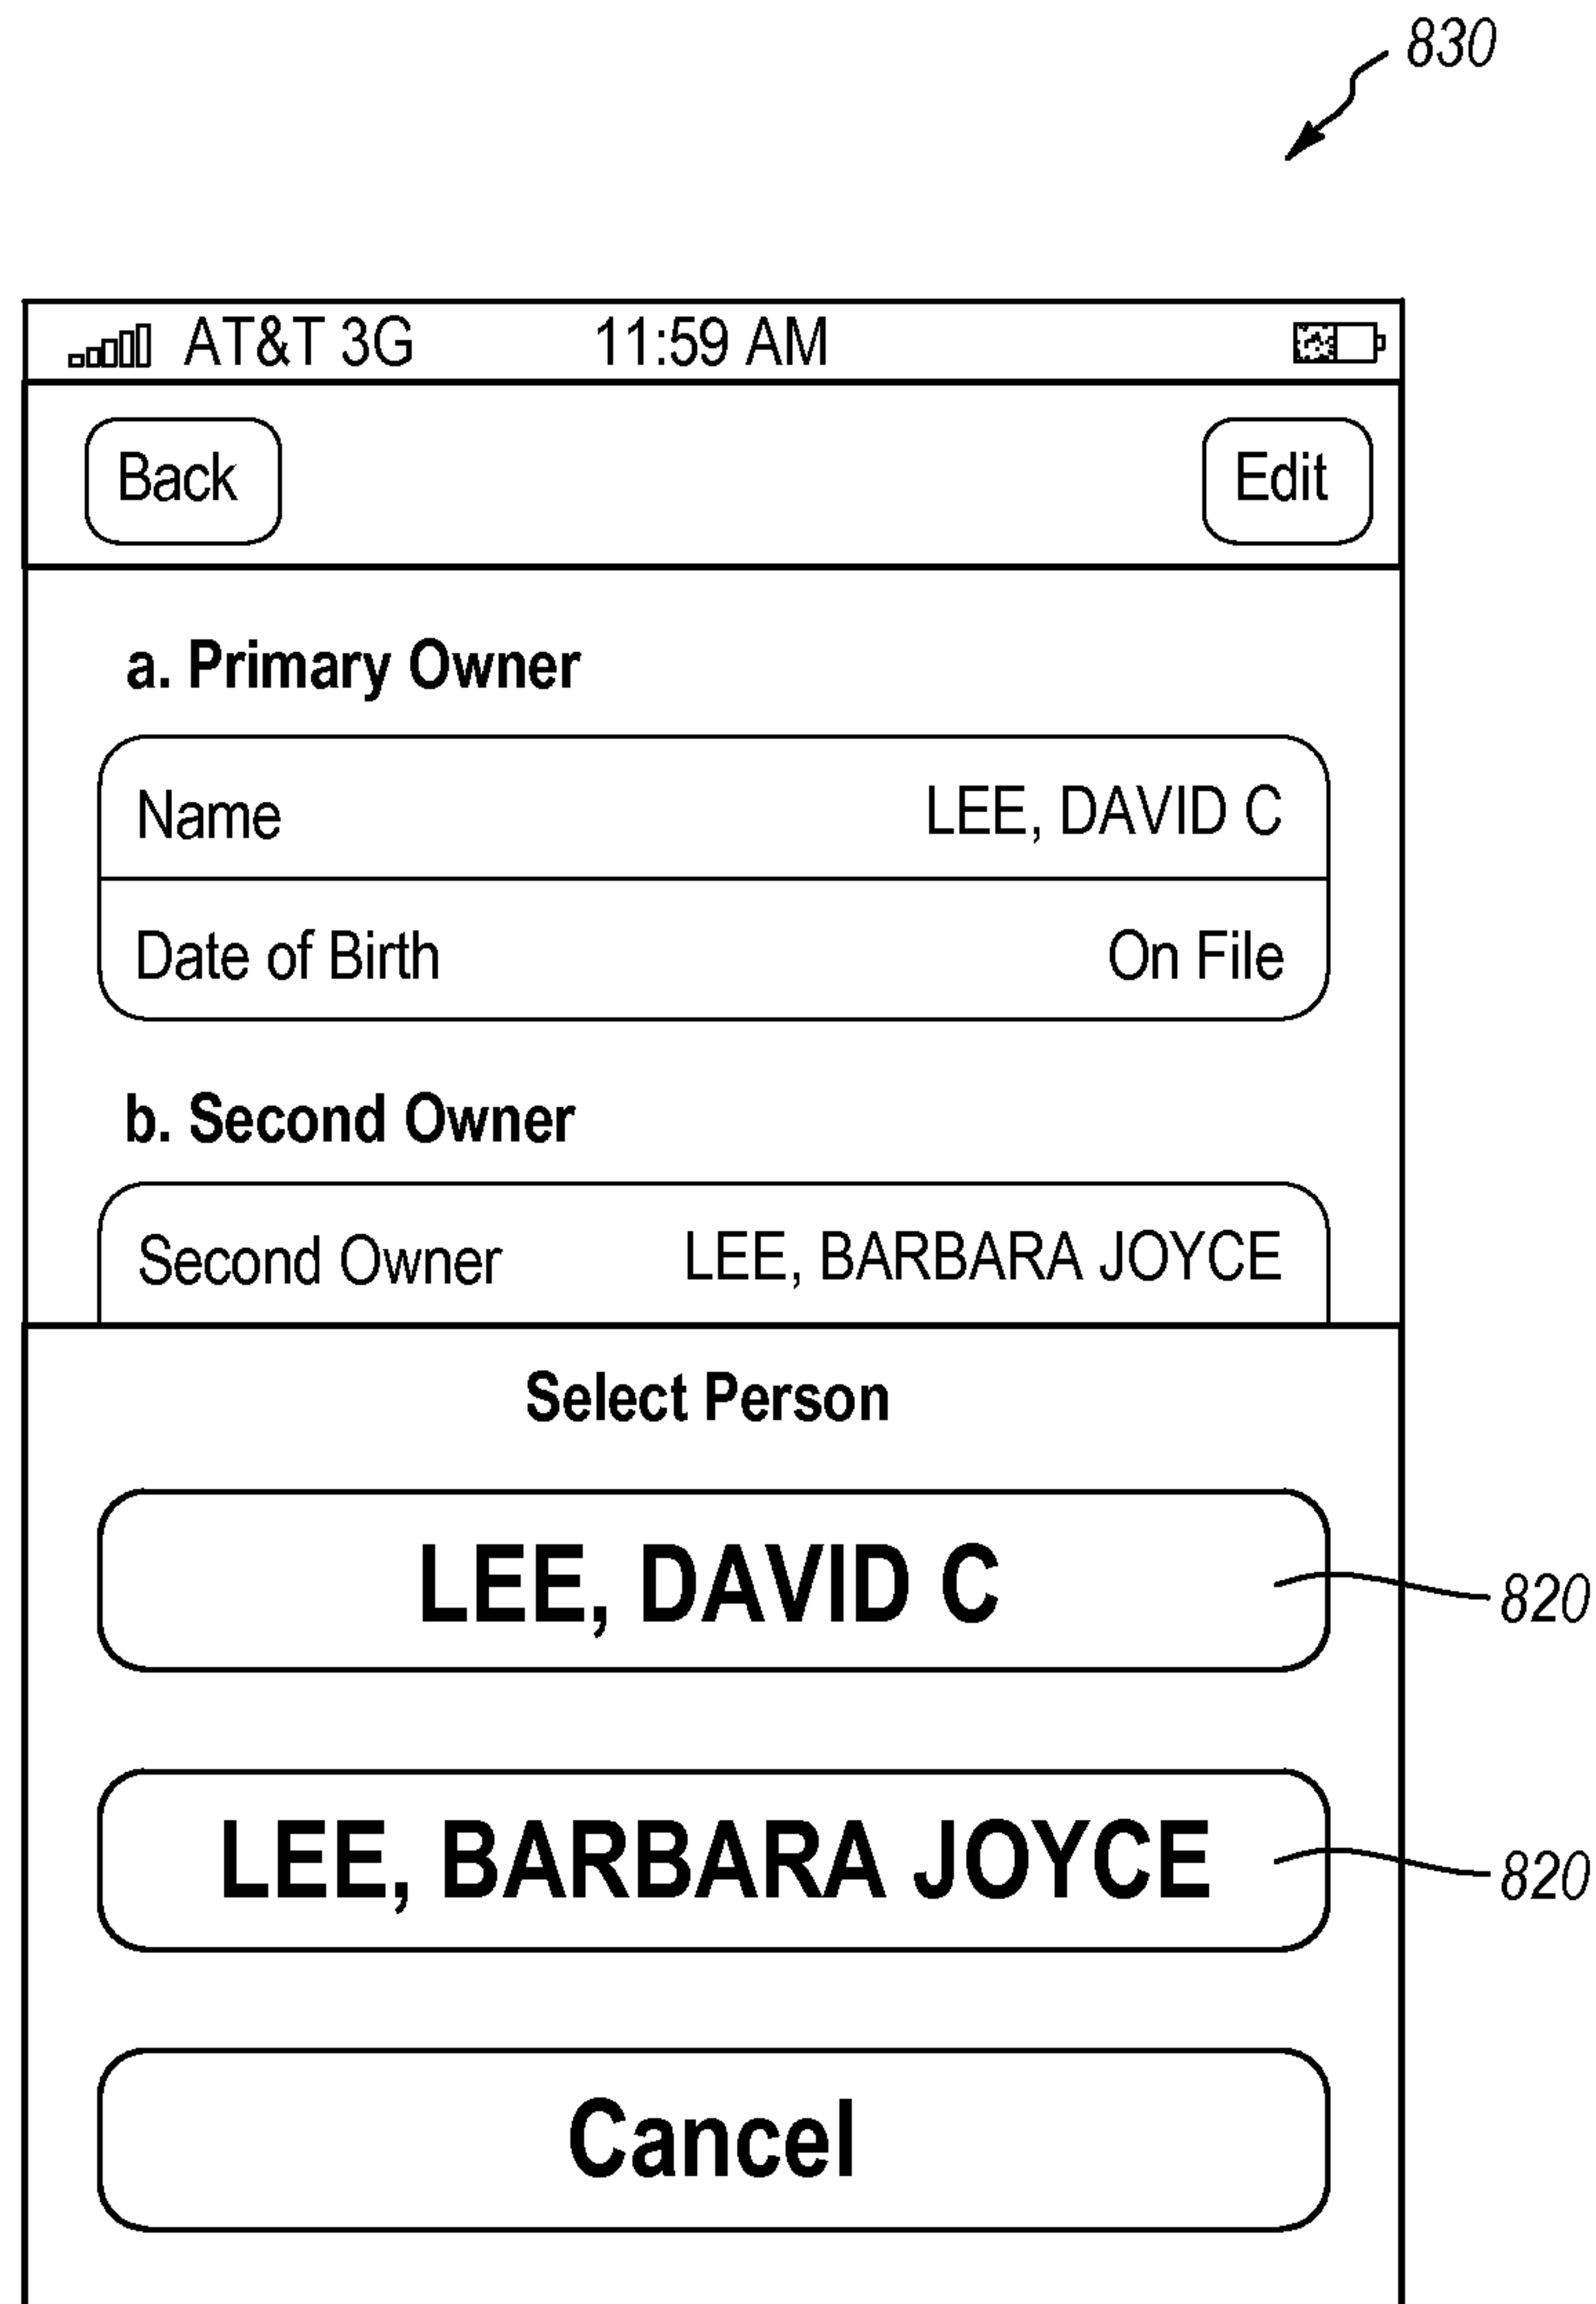 830
AT&T 3G 11:59 AM
Back Edit
a. Primary Owner
Name LEE, DAVID C
Date of Birth On File
b. Second Owner
Second Owner LEE, BARBARA JOYCE
Select Person
LEE, DAVID C 820
LEE, BARBARA JOYCE 820
Cancel